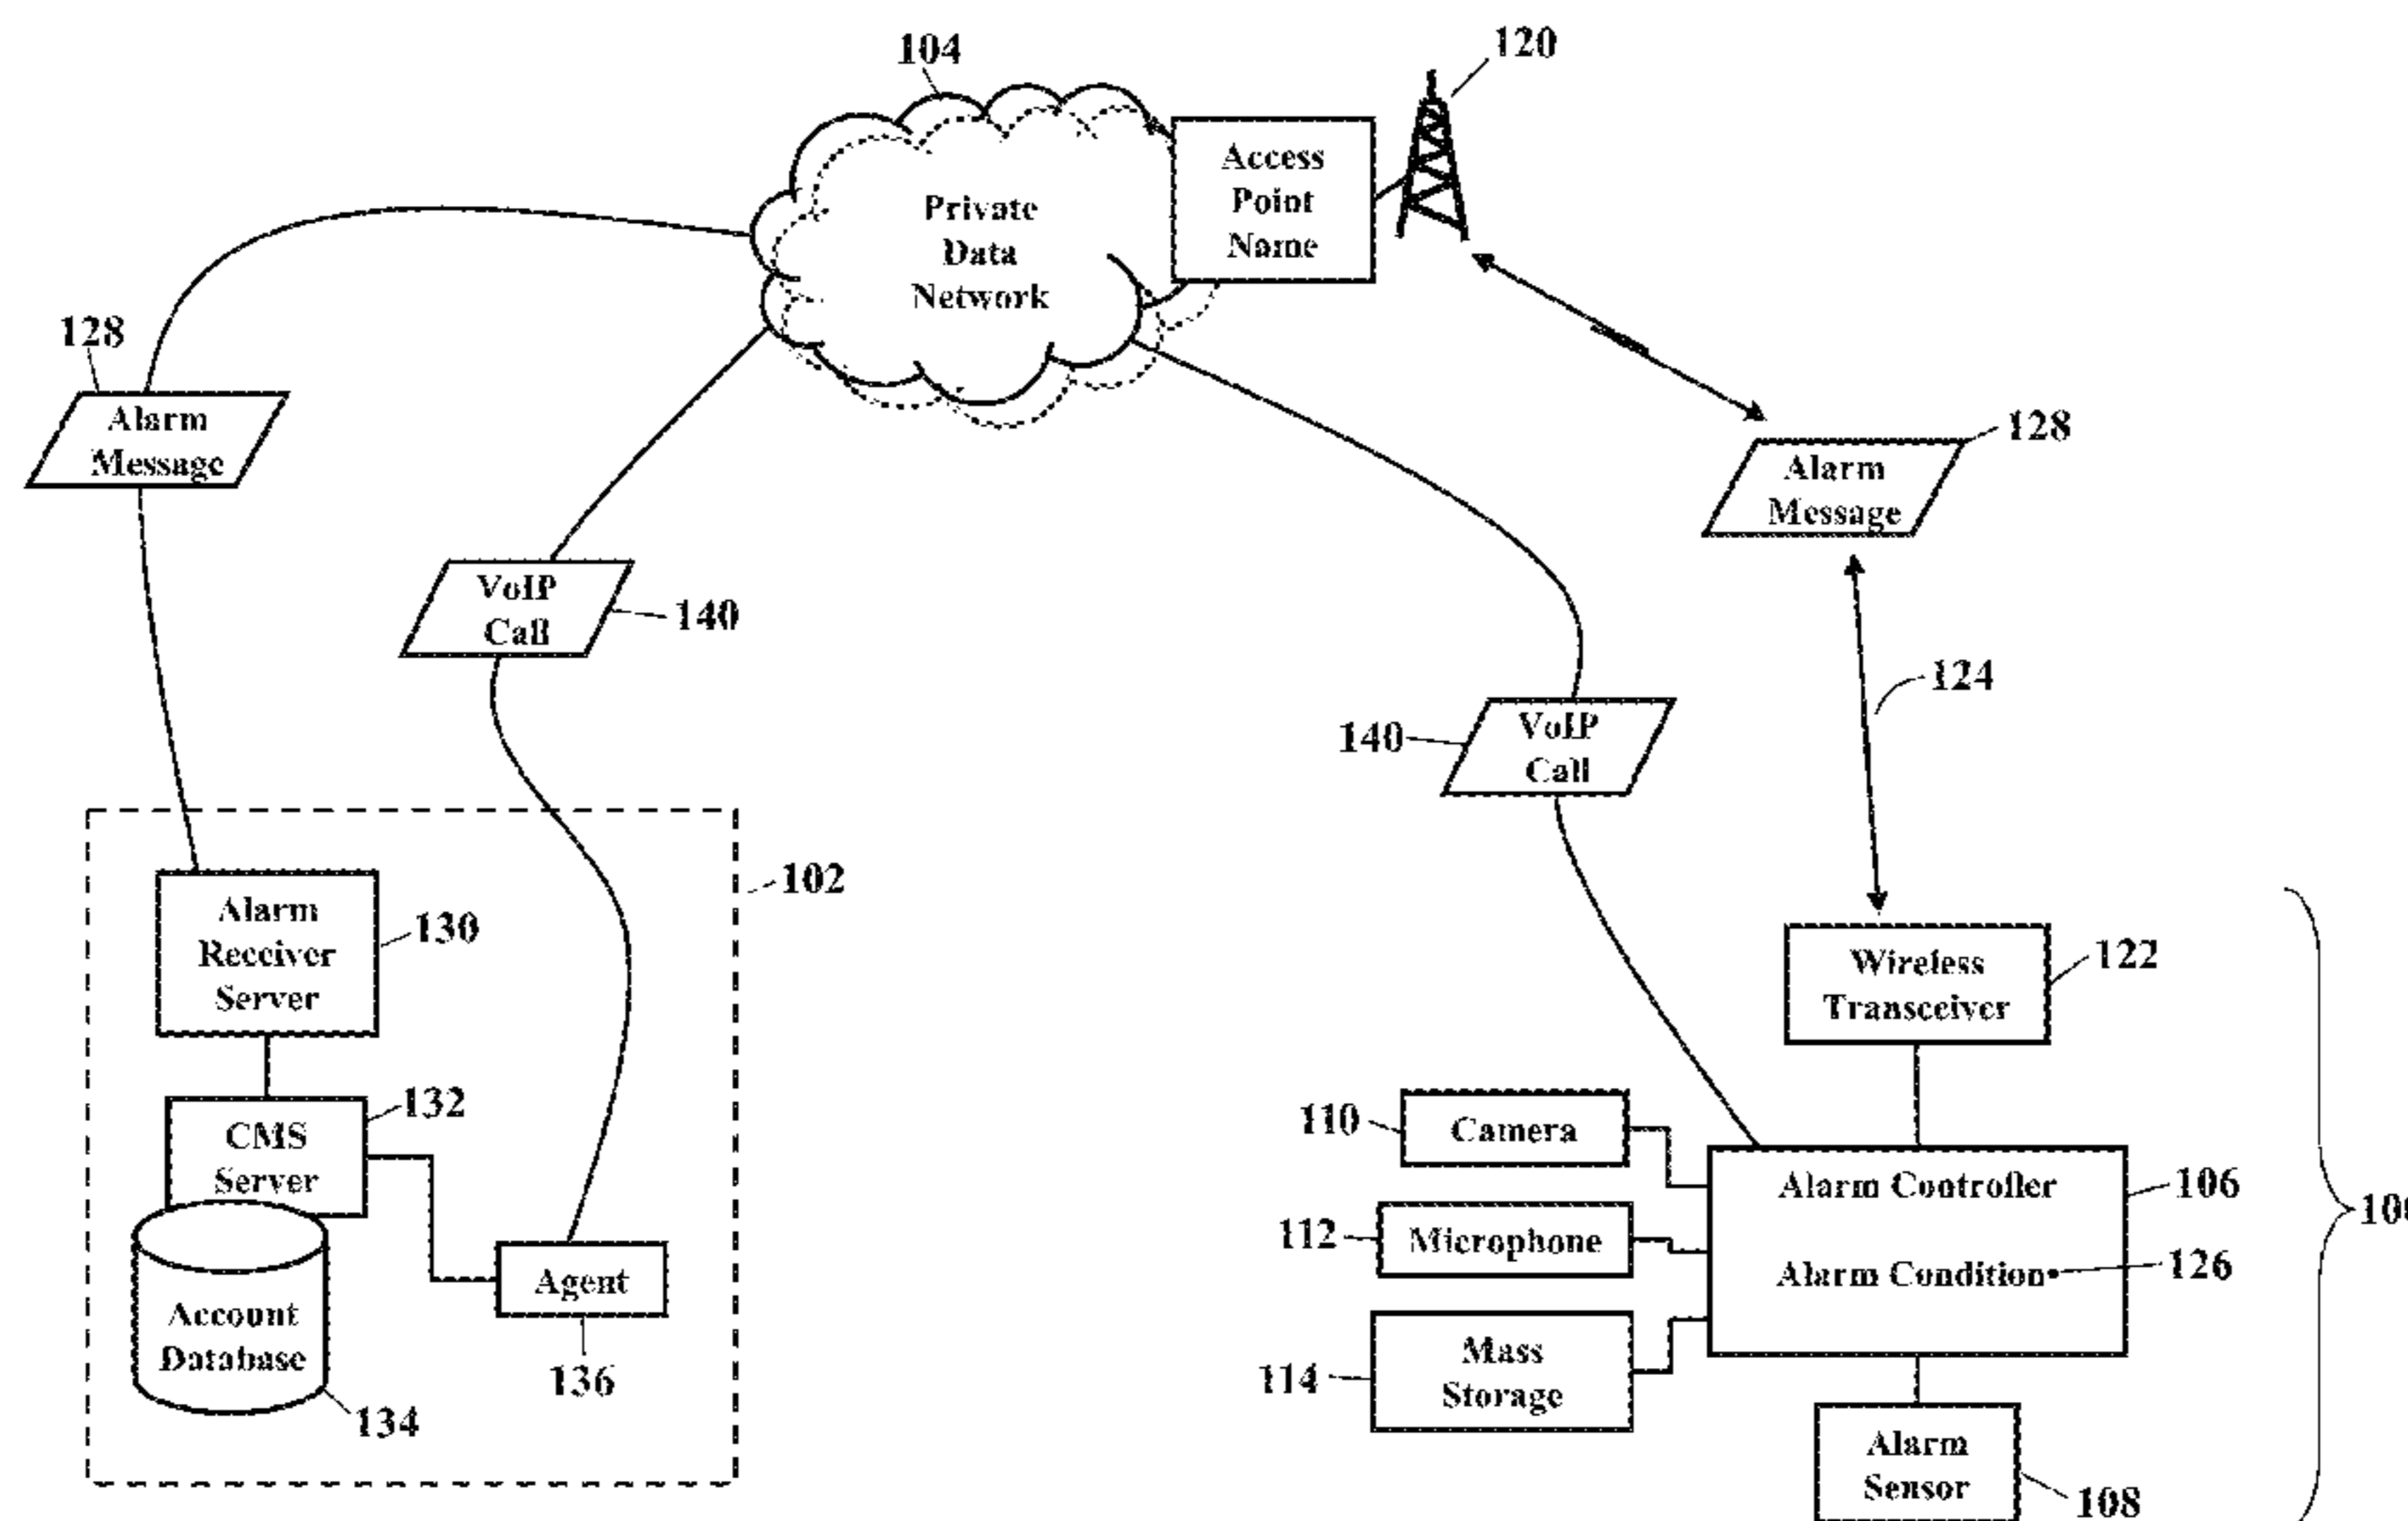 104
120
Access
Point
Name
Private
Data
Network
128
Alarm
Message
128
Alarm
Message
VoIP
Call
140
124
140
VoIP
Call
102
Alarm
Receiver
Server
130
Wireless
Transceiver
122
132
CMS
Server
110
Camera
Alarm Controller
106
112
Microphone
Alarm Condition
126
Agent
136
Account
Database
134
114
Mass
Storage
Alarm
Sensor
108